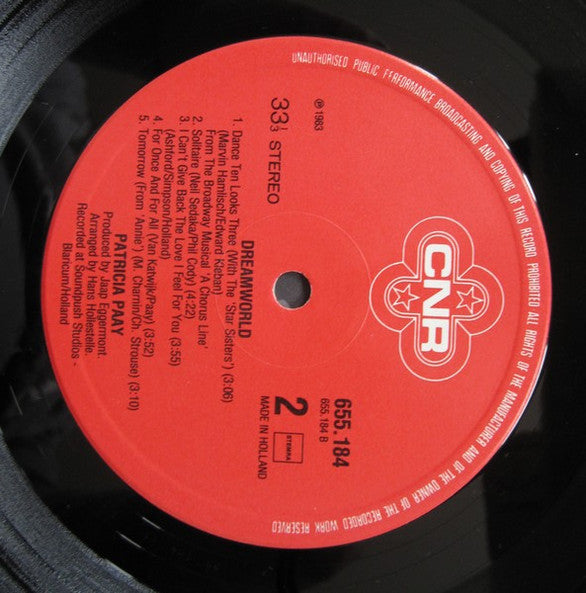 UNAUTHORISED PUBLIC PERFORMANCE BROADCASTING AND COPYING OF THIS RECORD PROHIBITED ALL RIGHTS OF THE MANUFACTURER AND OF THE OWNER OF THE RECORDED WORK RESERVED
CNR
℗ 1983
33⅓ STEREO
655.184
655.184 B
2
STEMRA
MADE IN HOLLAND
DREAMWORLD
1. Dance Ten Looks Three (With The 'Star Sisters') (3:06)
(Marvin Hamlisch/Edward Kleban)
From The Broadway Musical 'A Chorus Line'
2. Solitaire (Neil Sedaka/Phil Cody) (4:22)
3. I Can't Give Back The Love I Feel For You (3:55)
(Ashford/Simpson/Holland)
4. For Once And For All (Van Katwijk/Paay) (3:52)
5. Tomorrow (From 'Annie') (M. Charnin/Ch. Strouse) (3:10)
PATRICIA PAAY
Produced by Jaap Eggermont.
Arranged by Hans Hollestelle.
Recorded at Soundpush Studios -
Blaricum/Holland